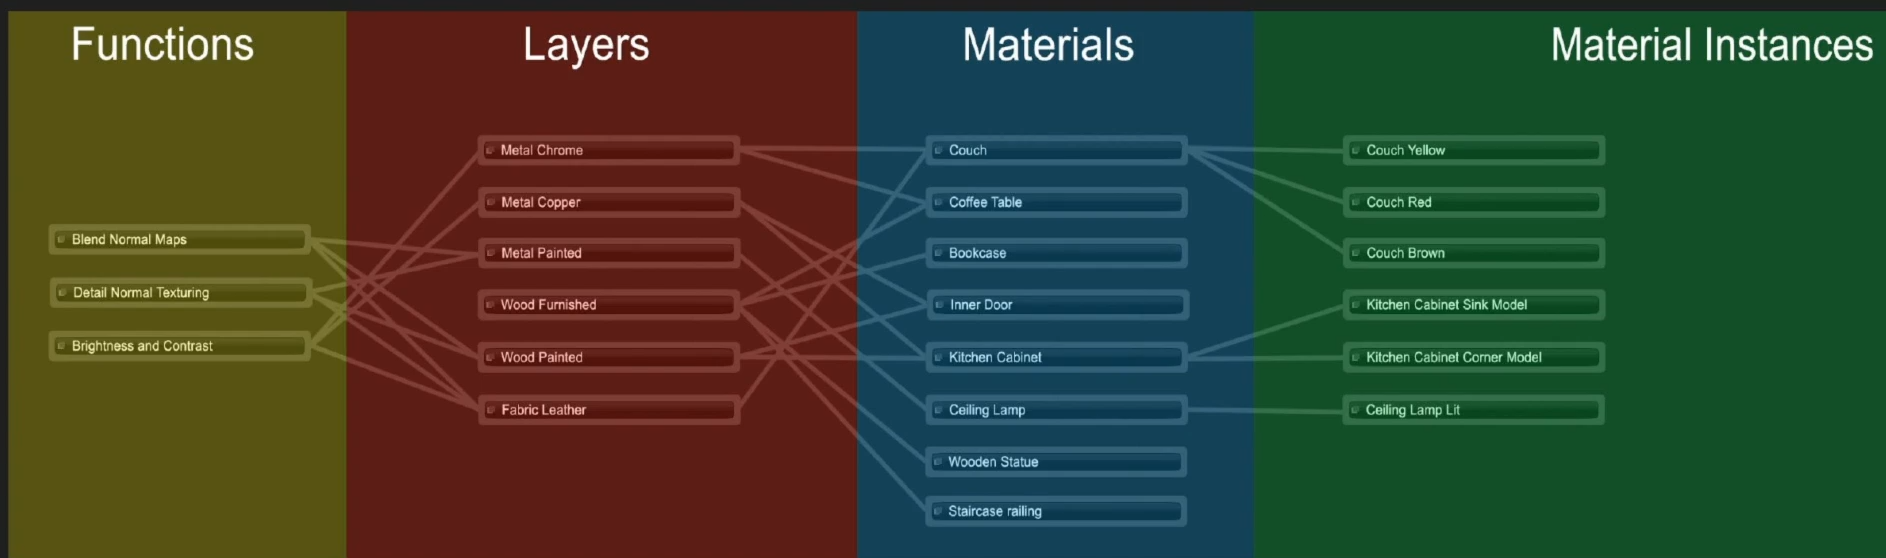 Functions
Layers
Materials
Material Instances
Blend Normal Maps
Detail Normal Texturing
Brightness and Contrast
Metal Chrome
Metal Copper
Metal Painted
Wood Furnished
Wood Painted
Fabric Leather
Couch
Coffee Table
Bookcase
Inner Door
Kitchen Cabinet
Ceiling Lamp
Wooden Statue
Staircase railing
Couch Yellow
Couch Red
Couch Brown
Kitchen Cabinet Sink Model
Kitchen Cabinet Corner Model
Ceiling Lamp Lit